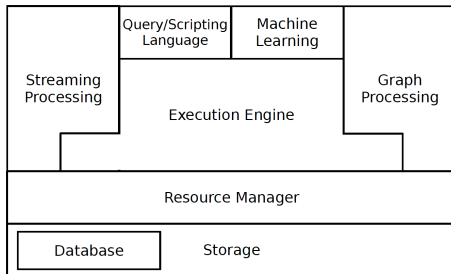 Query/Scripting
Language
Machine
Learning
Streaming
Processing
Graph
Processing
Execution Engine
Resource Manager
Database
Storage